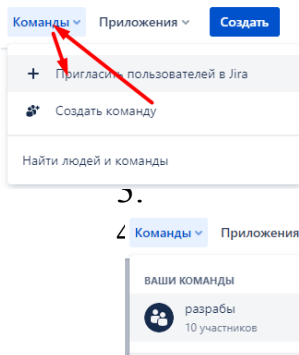 Команды Приложения Создать
+ Пригласить пользователей в Jira
Создать команду
Найти людей и команды
3.
4 Команды Приложения
ВАШИ КОМАНДЫ
разрабы
10 участников